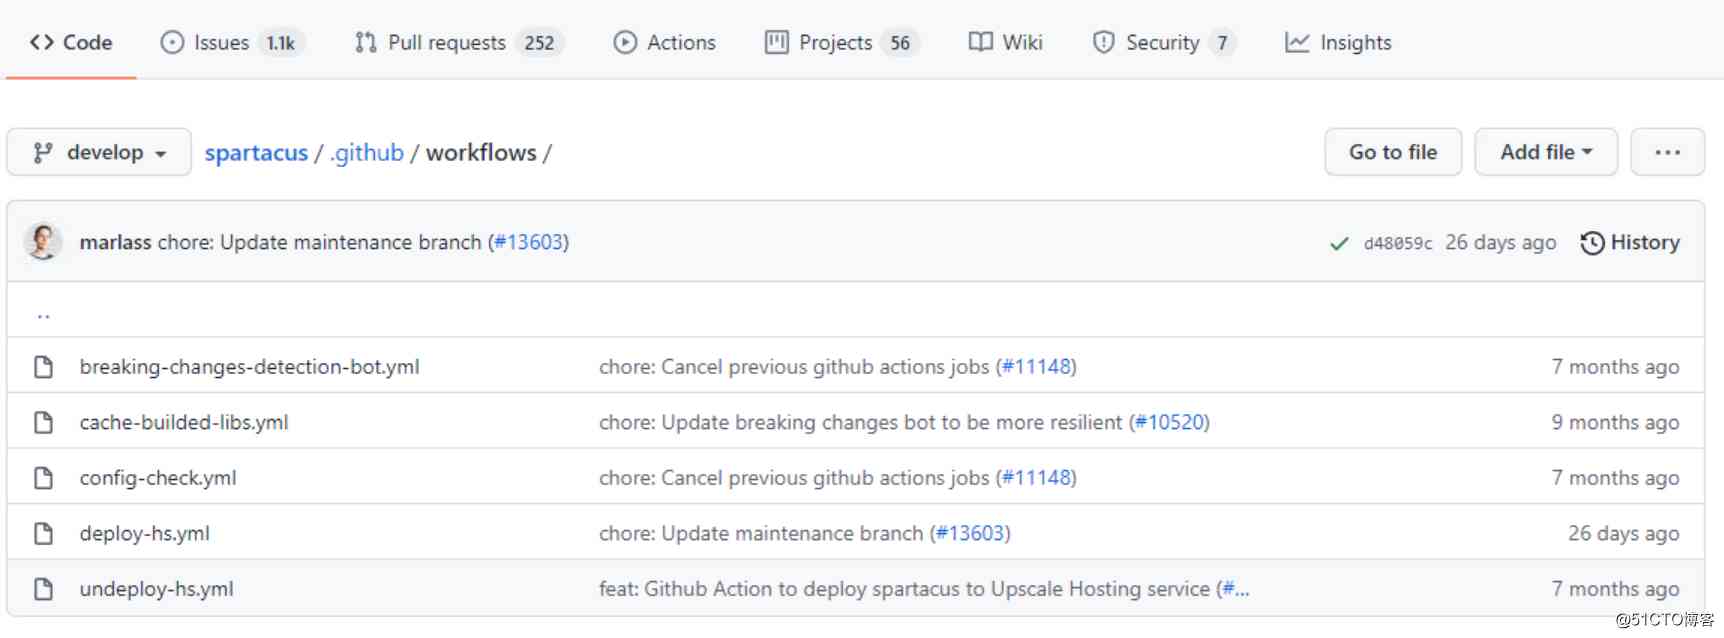 Code Issues 1.1k Pull requests 252 Actions Projects 56 Wiki Security 7 Insights
develop spartacus / .github / workflows / Go to file Add file ...
marlass chore: Update maintenance branch (#13603) d48059c 26 days ago History
..
breaking-changes-detection-bot.yml chore: Cancel previous github actions jobs (#11148) 7 months ago
cache-builded-libs.yml chore: Update breaking changes bot to be more resilient (#10520) 9 months ago
config-check.yml chore: Cancel previous github actions jobs (#11148) 7 months ago
deploy-hs.yml chore: Update maintenance branch (#13603) 26 days ago
undeploy-hs.yml feat: Github Action to deploy spartacus to Upscale Hosting service (#... 7 months ago
@51CTO博客